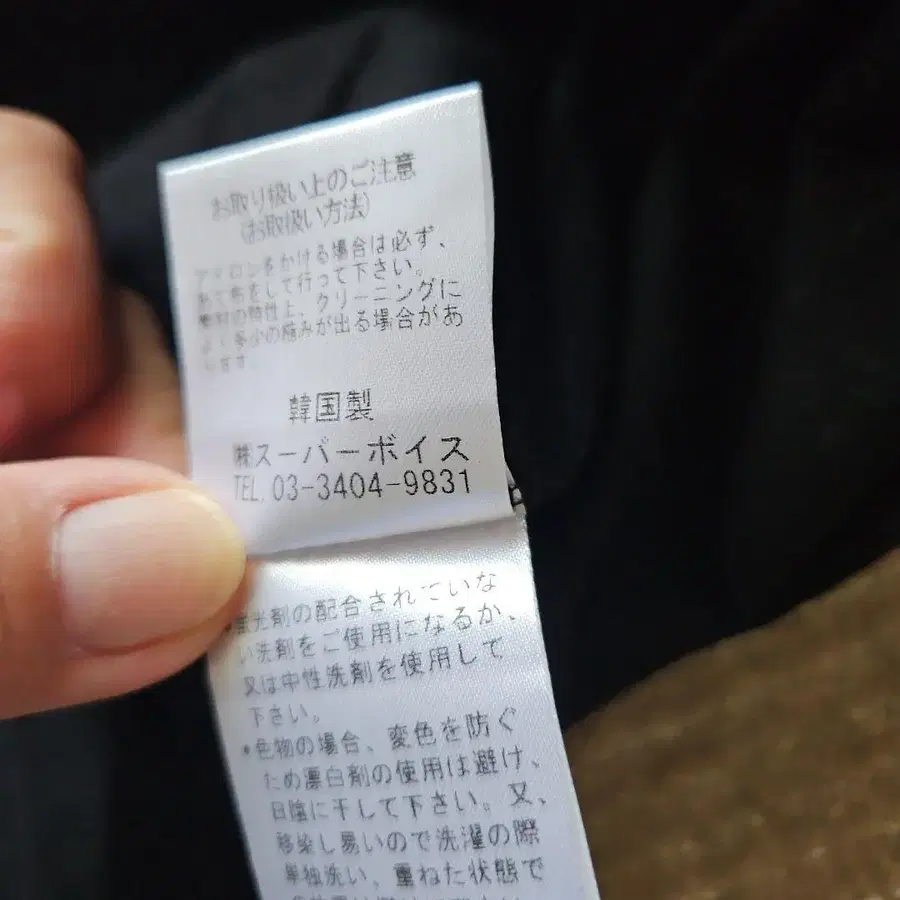 お取り扱い上のご注意
(お取扱い方法)
アイロンをかける場合は必ず、
あて布をして行って下さい。
素材の特性上、クリーニングに
より多少の縮みが出る場合があ
ります。
韓国製
㈱スーパーボイス
TEL. 03-3404-9831
蛍光剤の配合されていな
い洗剤をご使用になるか、
又は中性洗剤を使用して
下さい。
•色物の場合、変色を防ぐ
ため漂白剤の使用は避け、
日陰に干して下さい。又、
移染し易いので洗濯の際
単独洗い、重ねた状態で